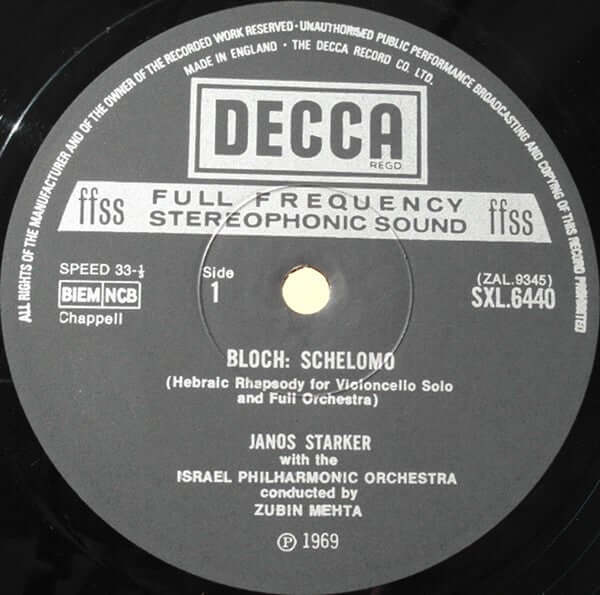 ALL RIGHTS OF THE MANUFACTURER AND OF THE OWNER OF THE RECORDED WORK RESERVED · UNAUTHORISED PUBLIC PERFORMANCE BROADCASTING AND COPYING OF THIS RECORD PROHIBITED
MADE IN ENGLAND · THE DECCA RECORD CO. LTD.
DECCA
REGD
ffss FULL FREQUENCY STEREOPHONIC SOUND ffss
SPEED 33-⅓
BIEM NCB
Chappell
Side
1
(ZAL.9345)
SXL.6440
BLOCH: SCHELOMO
(Hebraic Rhapsody for Violoncello Solo
and Full Orchestra)
JANOS STARKER
with the
ISRAEL PHILHARMONIC ORCHESTRA
conducted by
ZUBIN MEHTA
℗ 1969